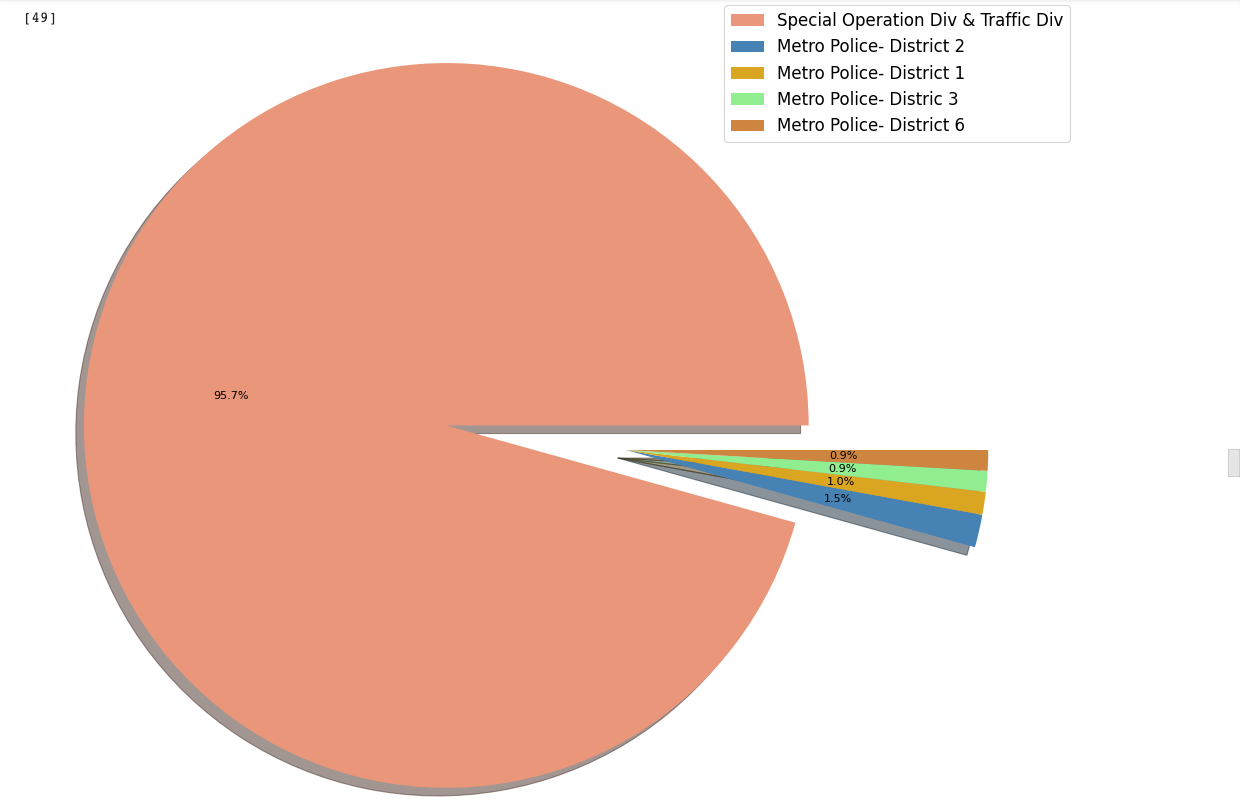 [49]
Special Operation Div & Traffic Div
Metro Police- District 2
Metro Police- District 1
Metro Police- Distric 3
Metro Police- District 6
95.7%
0.9%
0.9%
1.0%
1.5%